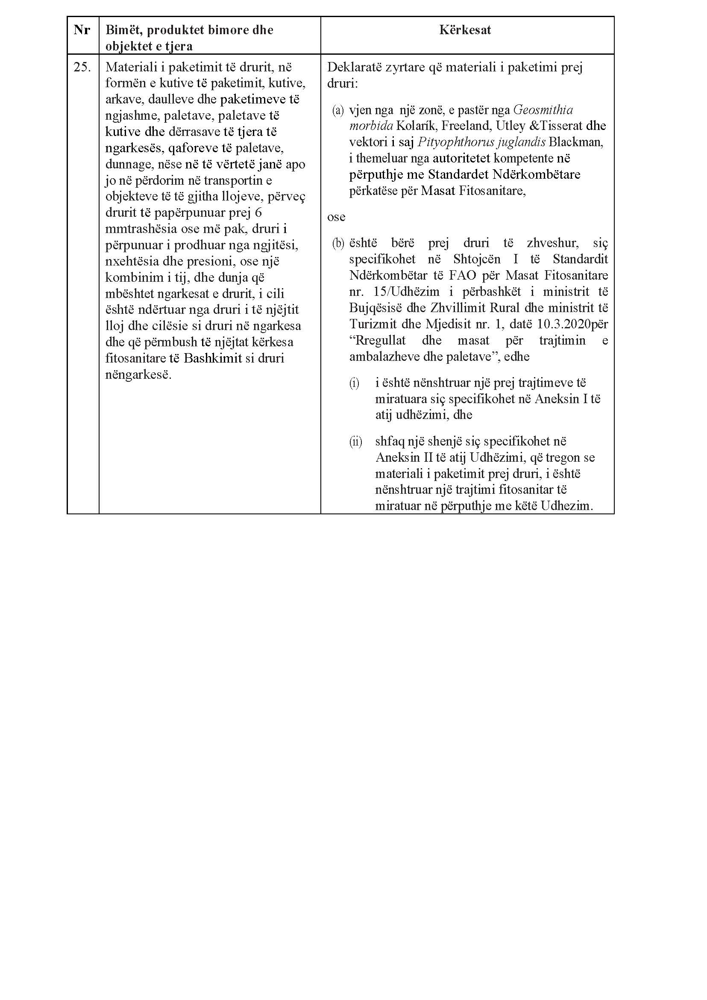 Nr
Bimët, produktet bimore dhe
objektet e tjera
Kërkesat
25.
Materiali i paketimit të drurit, në
formën e kutive të paketimit, kutive,
arkave, daulleve dhe paketimeve të
ngjashme, paletave, paletave të
kutive dhe dërrasave të tjera të
ngarkesës, qaforeve të paletave,
dunnage, nëse në të vërtetë janë apo
jo në përdorim në transportin e
objekteve të të gjitha llojeve, përveç
drurit të papërpunuar prej 6
mmtrashësia ose më pak, druri i
përpunuar i prodhuar nga ngjitësi,
nxehtësia dhe presioni, ose një
kombinim i tij, dhe dunja që
mbështet ngarkesat e drurit, i cili
është ndërtuar nga druri i të njëjtit
lloj dhe cilësie si druri në ngarkesa
dhe që përmbush të njëjtat kërkesa
fitosanitare të Bashkimit si druri
nëngarkesë.
Deklaratë zyrtare që materiali i paketimi prej
druri:
(a) vjen nga një zonë, e pastër nga Geosmithia
morbida Kolarík, Freeland, Utley &Tisserat dhe
vektori i saj Pityophthorus juglandis Blackman,
i themeluar nga autoritetet kompetente në
përputhje me Standardet Ndërkombëtare
përkatëse për Masat Fitosanitare,
ose
(b) është bërë prej druri të zhveshur, siç
specifikohet në Shtojcën I të Standardit
Ndërkombëtar të FAO për Masat Fitosanitare
nr. 15/Udhëzim i përbashkët i ministrit të
Bujqësisë dhe Zhvillimit Rural dhe ministrit të
Turizmit dhe Mjedisit nr. 1, datë 10.3.2020për
“Rregullat dhe masat për trajtimin e
ambalazheve dhe paletave”, edhe
(i) i është nënshtruar një prej trajtimeve të
miratuara siç specifikohet në Aneksin I të
atij udhëzimi, dhe
(ii) shfaq një shenjë siç specifikohet në
Aneksin II të atij Udhëzimi, që tregon se
materiali i paketimit prej druri, i është
nënshtruar një trajtimi fitosanitar të
miratuar në përputhje me këtë Udhezim.